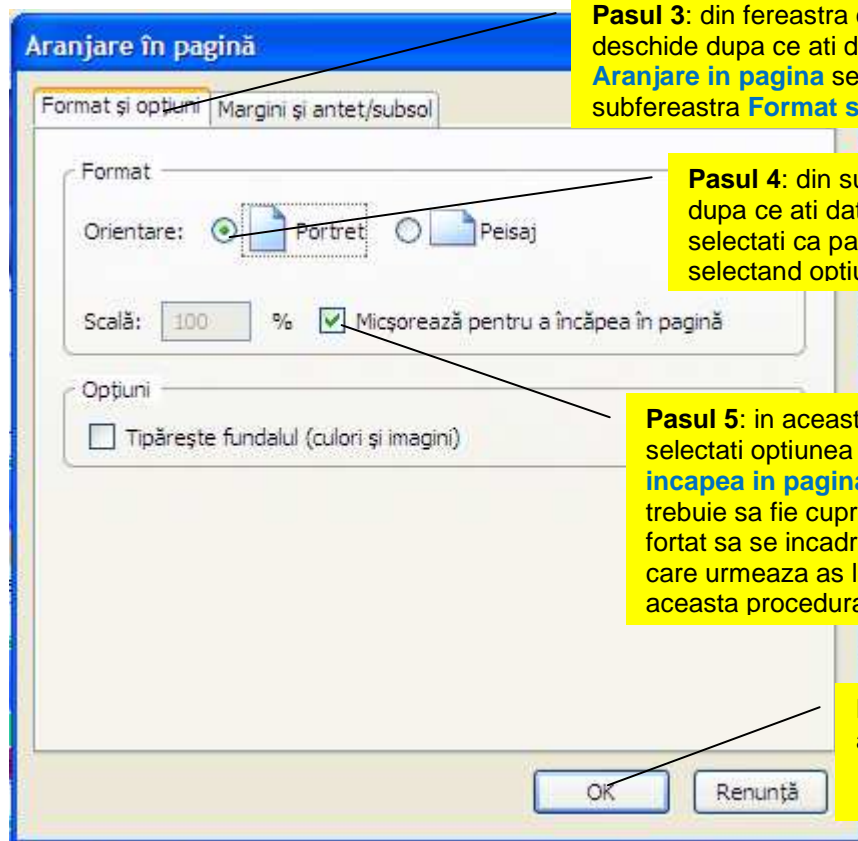 Pasul 3: din fereastra
deschide dupa ce ati d
Aranjare in pagina se
subfereastra Format s
Aranjare în pagină
Format și opțiuni Margini și antet/subsol
Format
Pasul 4: din su
dupa ce ati dat
selectati ca pa
selectand optiu
Orientare: Portret Peisaj
Scală: 100 % Micșorează pentru a încăpea în pagină
Opțiuni
Tipărește fundalul (culori și imagini)
Pasul 5: in aceast
selectati optiunea
incapea in pagina
trebuie sa fie cupr
fortat sa se incadr
care urmeaza as l
aceasta procedura
OK Renunță